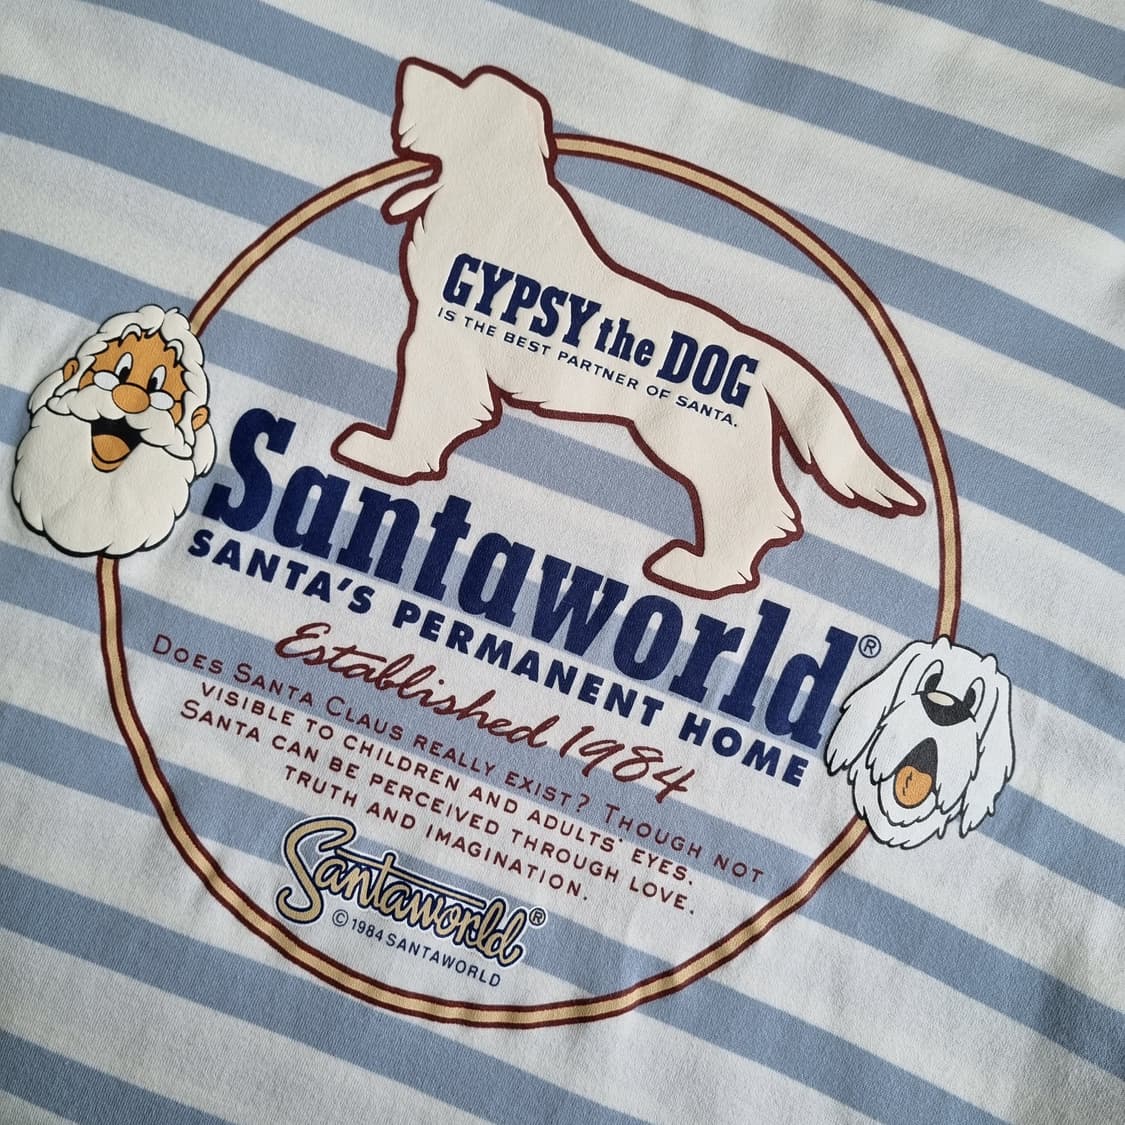 GYPSY the DOG
IS THE BEST PARTNER OF SANTA.
Santaworld®
SANTA'S PERMANENT HOME
Established 1984
DOES SANTA CLAUS REALLY EXIST? THOUGH NOT
VISIBLE TO CHILDREN AND ADULTS' EYES.
SANTA CAN BE PERCEIVED THROUGH LOVE.
TRUTH AND IMAGINATION.
Santaworld®
© 1984 SANTAWORLD